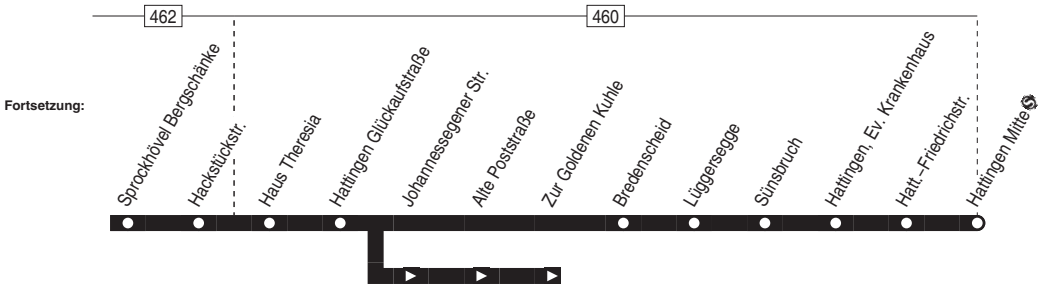 462
460
Fortsetzung:
Sprockhövel Bergschänke
Hackstückstr.
Haus Theresia
Hattingen Glückaufstraße
Johannessegener Str.
Alte Poststraße
Zur Goldenen Kuhle
Bredenscheid
Lüggersegge
Sünsbruch
Hattingen, Ev. Krankenhaus
Hatt.-Friedrichstr.
Hattingen Mitte S